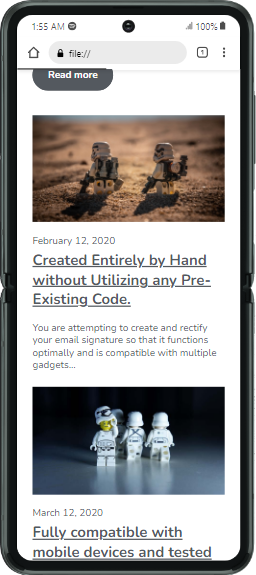 1:55 AM
100%
file://
1
Read more
February 12, 2020
Created Entirely by Hand
without Utilizing any Pre-
Existing Code.
You are attempting to create and rectify
your email signature so that it functions
optimally and is compatible with multiple
gadgets...
March 12, 2020
Fully compatible with
mobile devices and tested